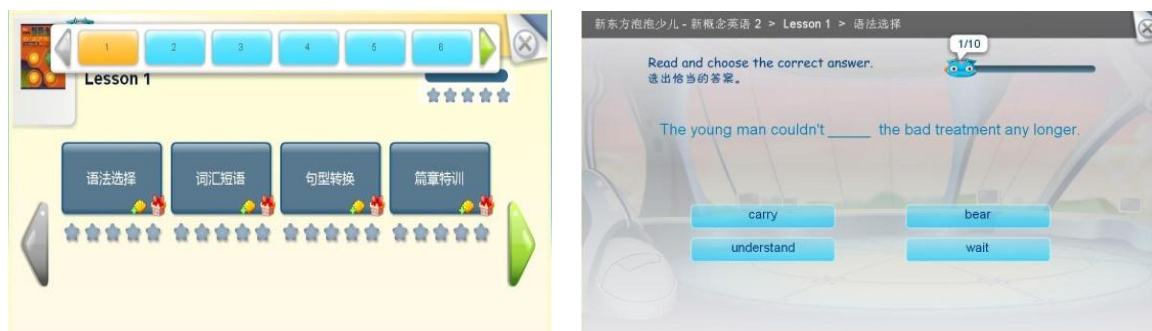 1 2 3 4 5 6
Lesson 1
语法选择 词汇短语 句型转换 篇章特训
新东方泡泡少儿 - 新概念英语 2 > Lesson 1 > 语法选择
1/10
Read and choose the correct answer.
选出恰当的答案。
The young man couldn't _____ the bad treatment any longer.
carry bear
understand wait